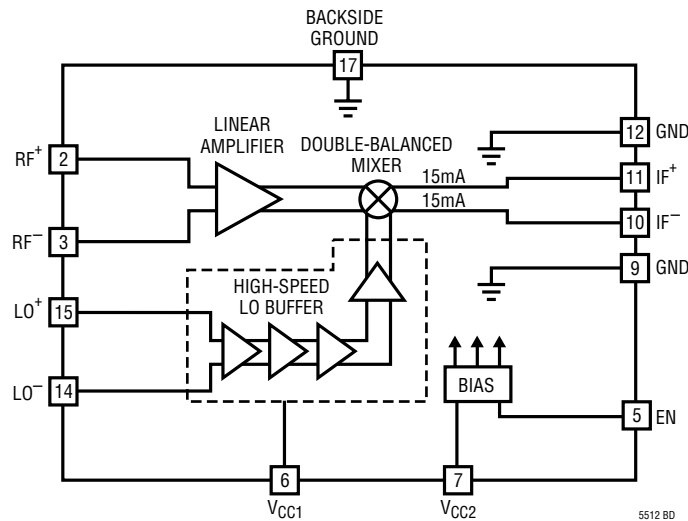 BACKSIDE
GROUND
17
LINEAR
AMPLIFIER
DOUBLE-BALANCED
MIXER
RF+
2
12
GND
15mA
11
IF+
15mA
10
IF−
RF−
3
9
GND
HIGH-SPEED
LO BUFFER
LO+
15
BIAS
LO−
14
5
EN
6
VCC1
7
VCC2
5512 BD